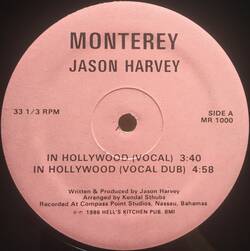 MONTEREY
JASON HARVEY
33 1/3 RPM
SIDE A
MR 1000
IN HOLLYWOOD (VOCAL) 3:40
IN HOLLYWOOD (VOCAL DUB) 4:58
Written & Produced by Jason Harvey
Arranged by Kendal Sthubs
Recorded At Compass Point Studios, Nassau, Bahamas
© ℗ 1986 HELL'S KITCHEN PUB. BMI